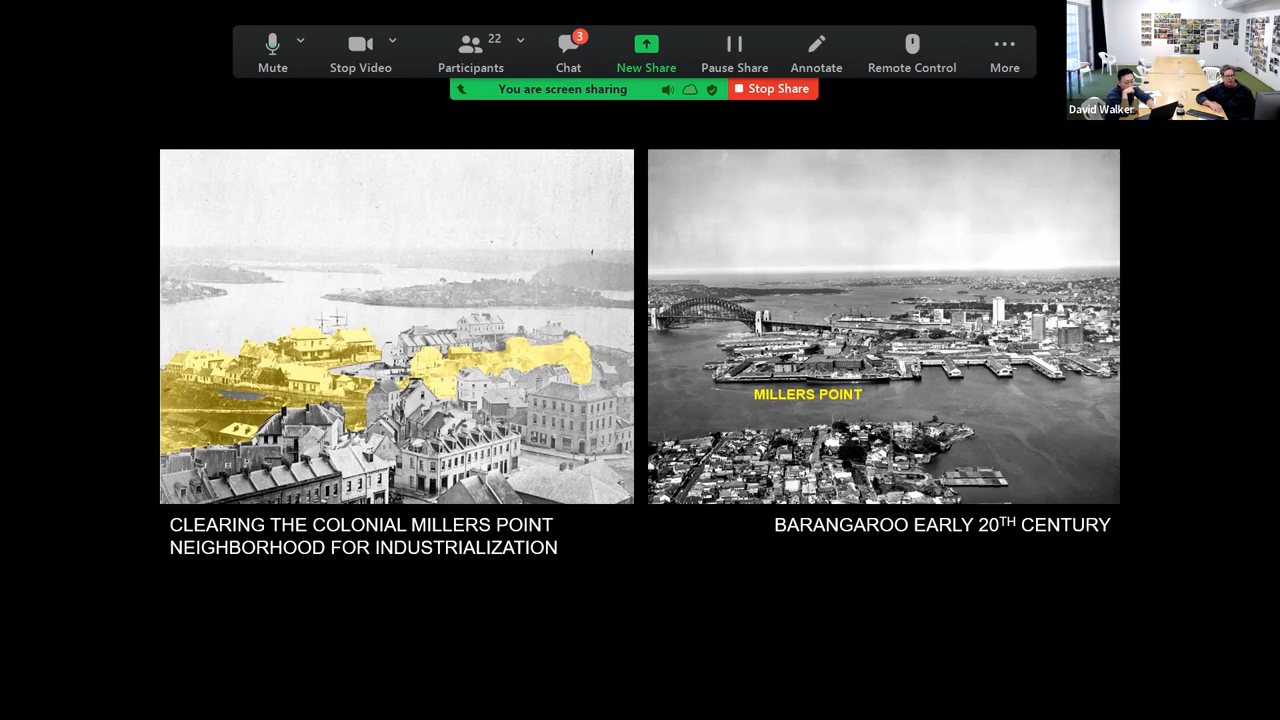 22
3
Mute
Stop Video
Participants
Chat
New Share
Pause Share
Annotate
Remote Control
More
You are screen sharing
Stop Share
David Walker
MILLERS POINT
CLEARING THE COLONIAL MILLERS POINT
NEIGHBORHOOD FOR INDUSTRIALIZATION
BARANGAROO EARLY 20TH CENTURY